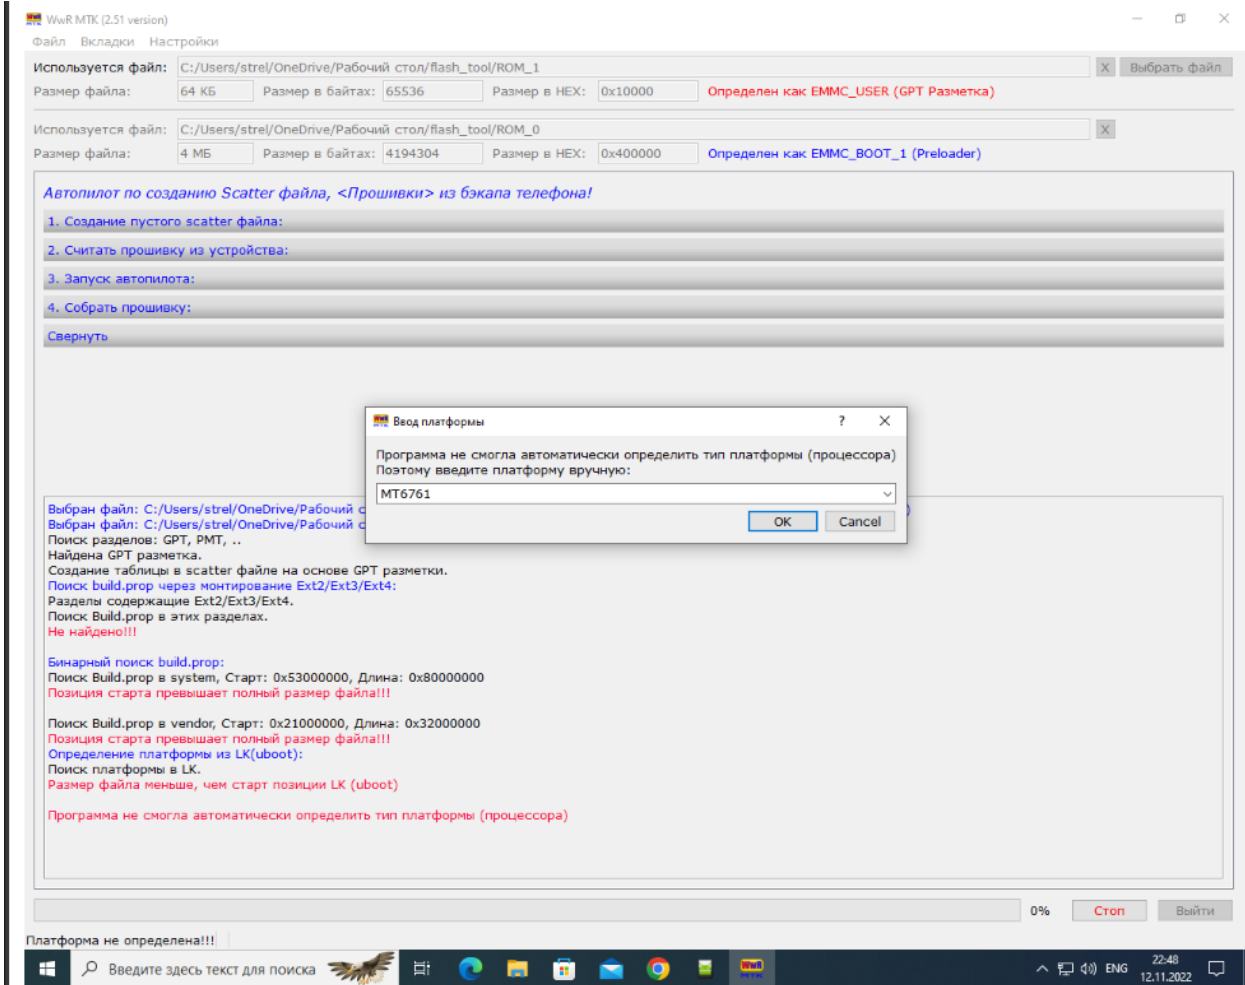 WwR MTK (2.51 version)
Файл Вкладки Настройки
Используется файл: C:/Users/strel/OneDrive/Рабочий стол/flash_tool/ROM_1 X Выбрать файл
Размер файла: 64 КБ Размер в байтах: 65536 Размер в HEX: 0x10000 Определен как EMMC_USER (GPT Разметка)
Используется файл: C:/Users/strel/OneDrive/Рабочий стол/flash_tool/ROM_0 X
Размер файла: 4 МБ Размер в байтах: 4194304 Размер в HEX: 0x400000 Определен как EMMC_BOOT_1 (Preloader)
Автопилот по созданию Scatter файла, <Прошивки> из бэкапа телефона!
1. Создание пустого scatter файла:
2. Считать прошивку из устройства:
3. Запуск автопилота:
4. Собрать прошивку:
Свернуть
Ввод платформы ?
Программа не смогла автоматически определить тип платформы (процессора)
Поэтому введите платформу вручную:
MT6761
OK Cancel
Выбран файл: C:/Users/strel/OneDrive/Рабочий с
Выбран файл: C:/Users/strel/OneDrive/Рабочий с
Поиск разделов: GPT, PMT, ..
Найдена GPT разметка.
Создание таблицы в scatter файле на основе GPT разметки.
Поиск build.prop через монтирование Ext2/Ext3/Ext4:
Разделы содержащие Ext2/Ext3/Ext4.
Поиск Build.prop в этих разделах.
Не найдено!!!
Бинарный поиск build.prop:
Поиск Build.prop в system, Старт: 0x53000000, Длина: 0x80000000
Позиция старта превышает полный размер файла!!!
Поиск Build.prop в vendor, Старт: 0x21000000, Длина: 0x32000000
Позиция старта превышает полный размер файла!!!
Определение платформы из LK(uboot):
Поиск платформы в LK.
Размер файла меньше, чем старт позиции LK (uboot)
Программа не смогла автоматически определить тип платформы (процессора)
0% Стоп Выйти
Платформа не определена!!!
Введите здесь текст для поиска WwR MTK ENG 22:48
12.11.2022